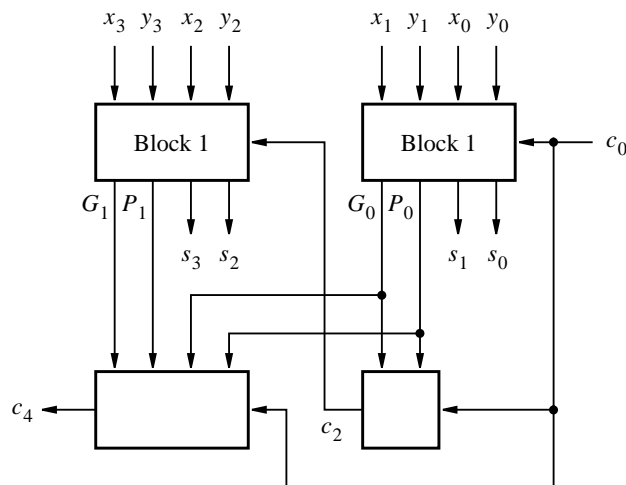 x3 y3 x2 y2 x1 y1 x0 y0
Block 1 Block 1 c0
G1 P1 G0 P0
s3 s2 s1 s0
c4 c2